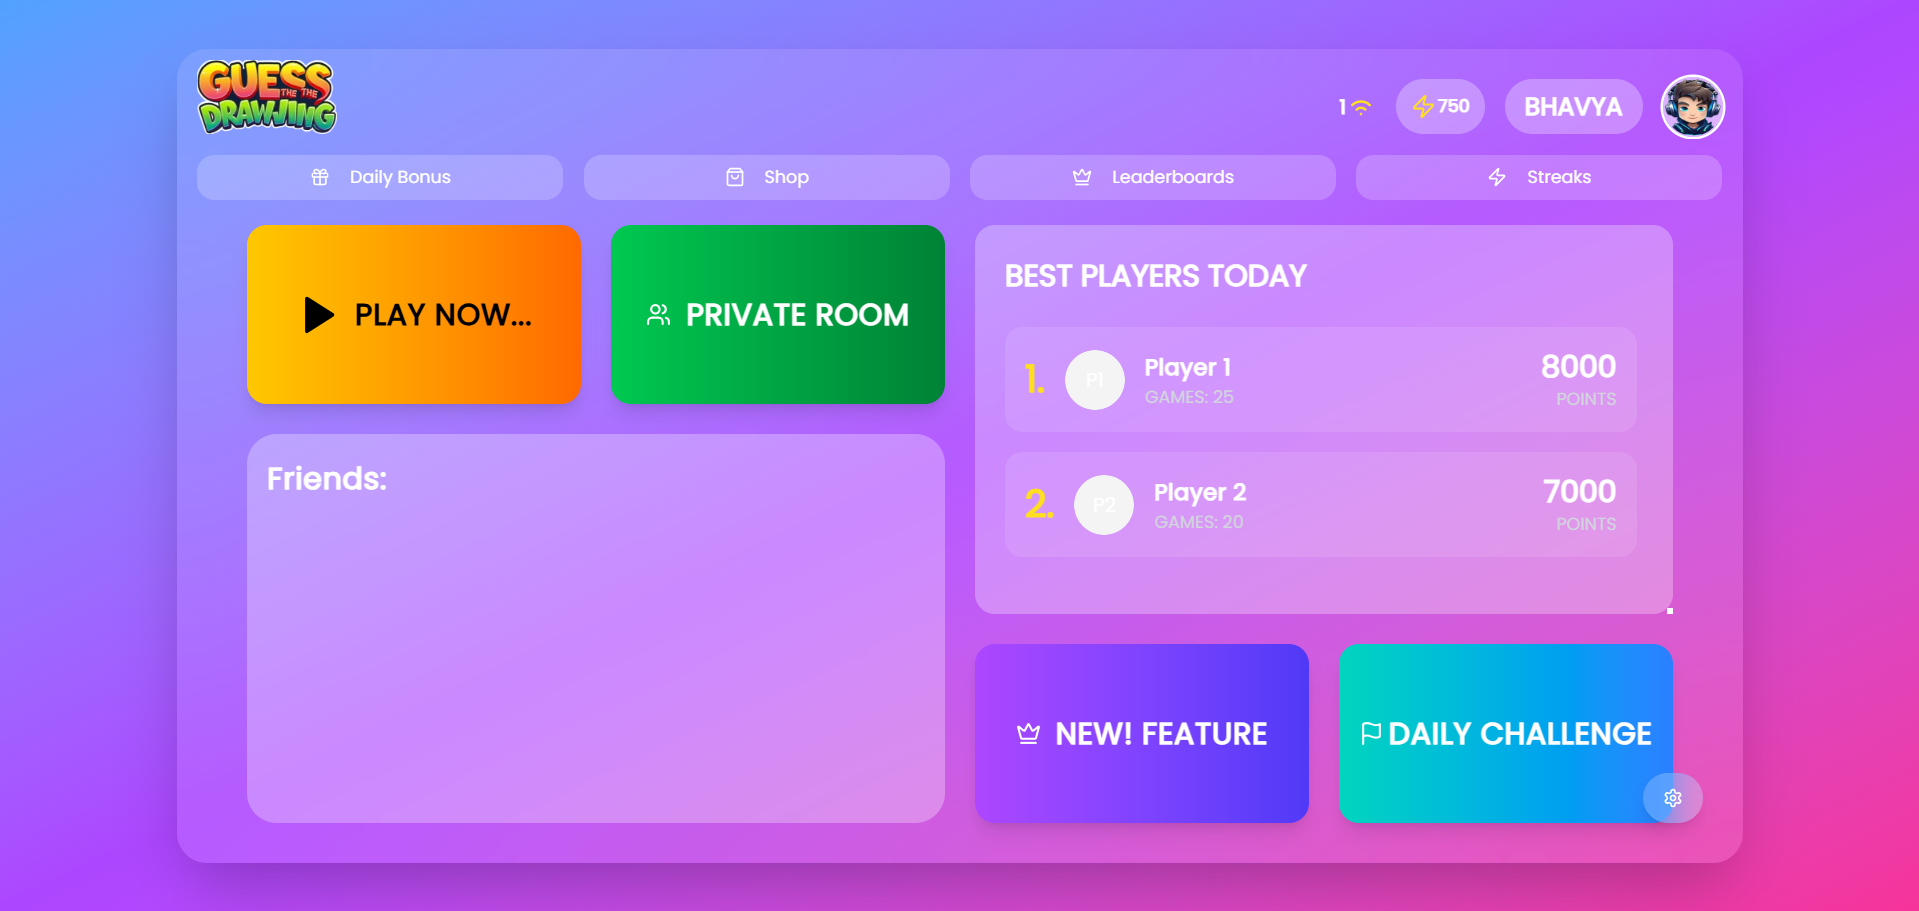 GUESS
THE THE
DRAWJING
1
750
BHAVYA
Daily Bonus
Shop
Leaderboards
Streaks
PLAY NOW...
PRIVATE ROOM
BEST PLAYERS TODAY
1.
P1
Player 1
GAMES: 25
8000
POINTS
2.
P2
Player 2
GAMES: 20
7000
POINTS
Friends:
NEW! FEATURE
DAILY CHALLENGE